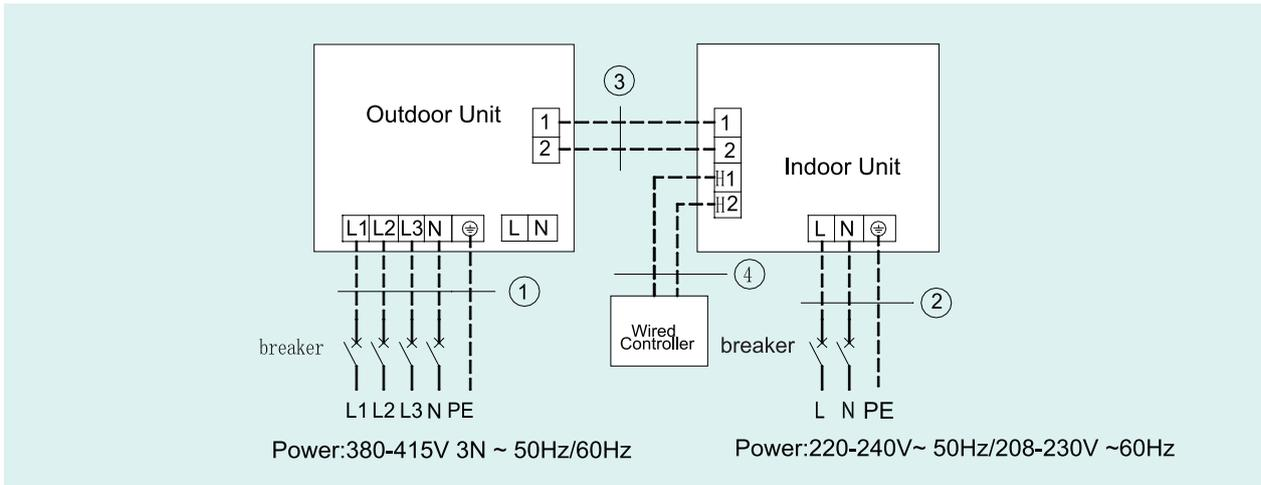 ③
Outdoor Unit
1
2
1
2
H1
H2
Indoor Unit
L1 L2 L3 N
L N
L N
①
④
②
Wired
Controller
breaker
breaker
L1 L2 L3 N PE
L N PE
Power:380-415V 3N ~ 50Hz/60Hz
Power:220-240V~ 50Hz/208-230V ~60Hz